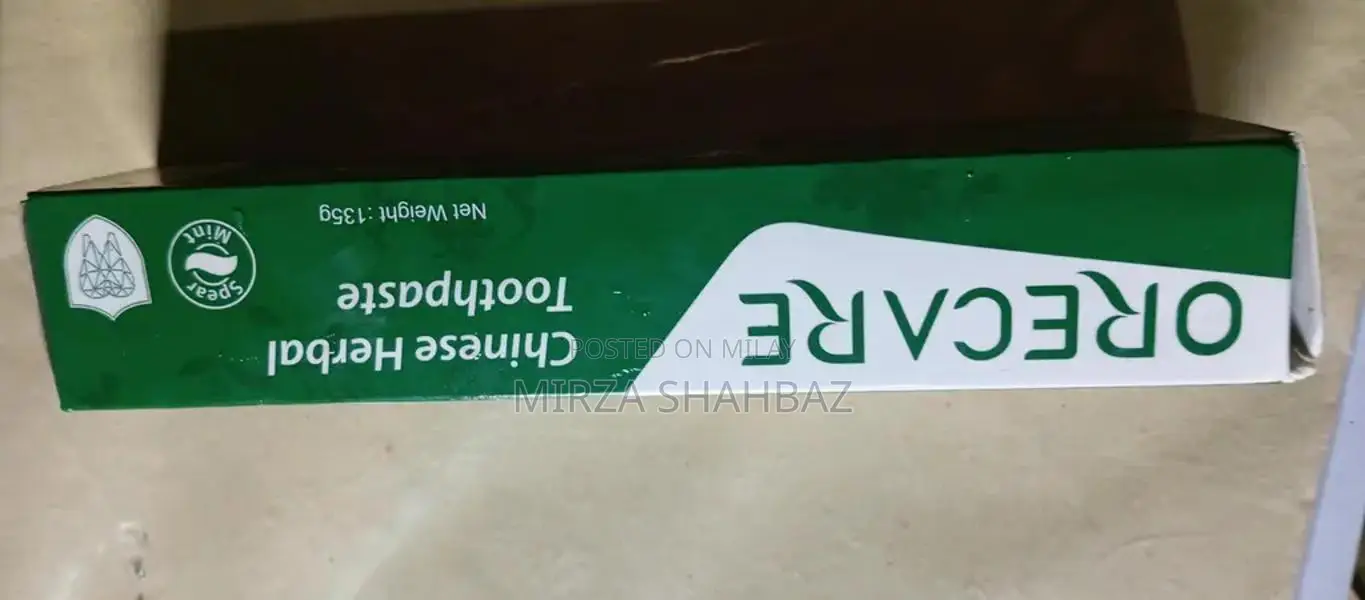 ORECARE
Chinese Herbal
Toothpaste
Net Weight:135g
Spear
Mint
POSTED ON MILAY
MIRZA SHAHBAZ